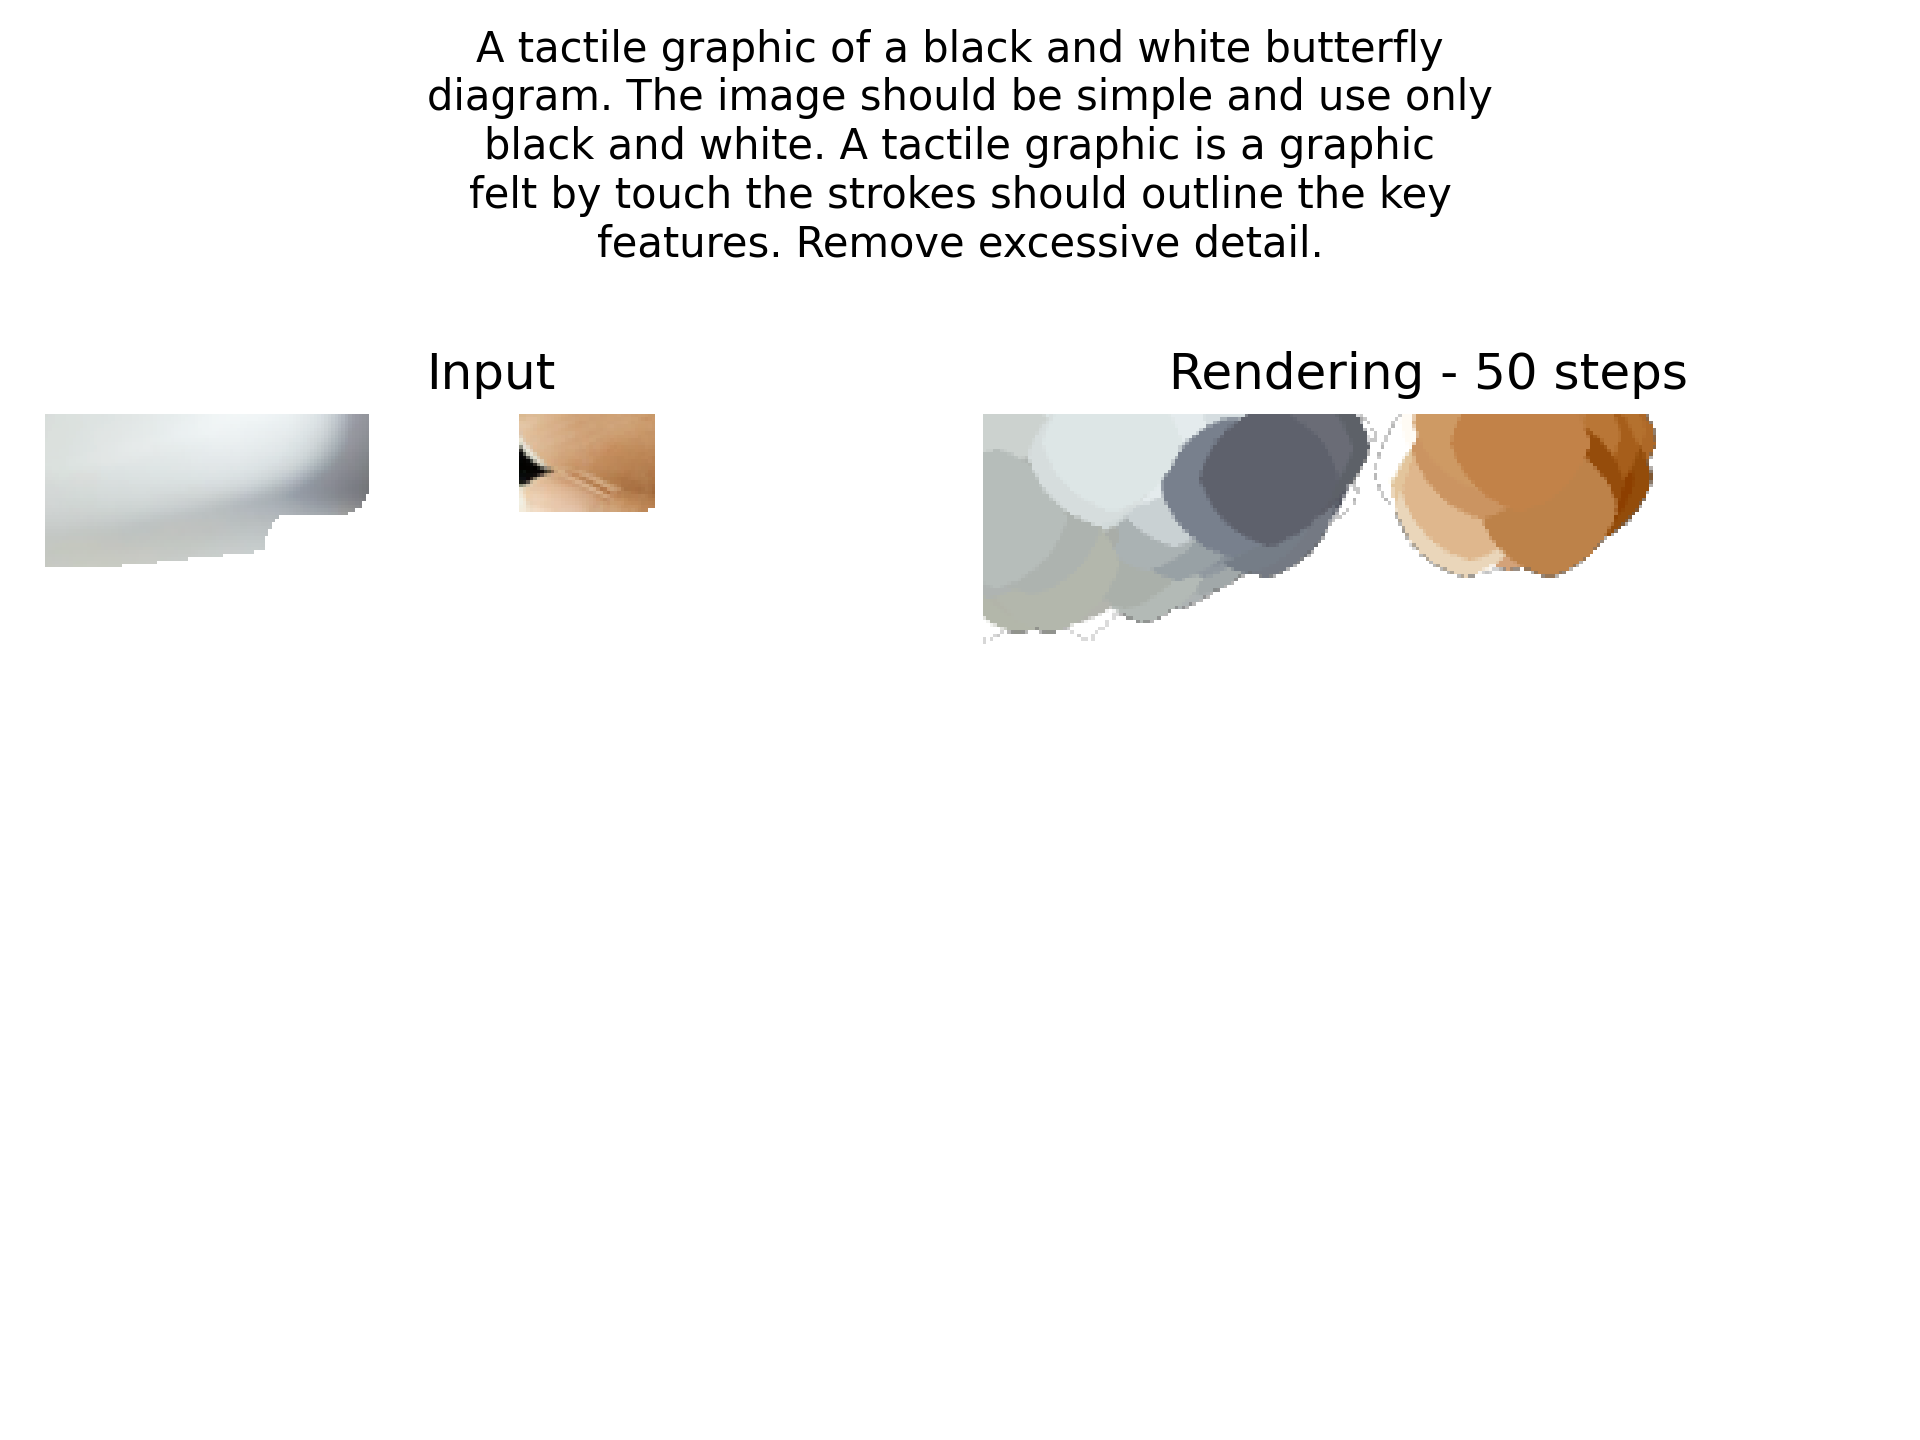 A tactile graphic of a black and white butterfly
diagram. The image should be simple and use only
black and white. A tactile graphic is a graphic
felt by touch the strokes should outline the key
features. Remove excessive detail.
Input
Rendering - 50 steps